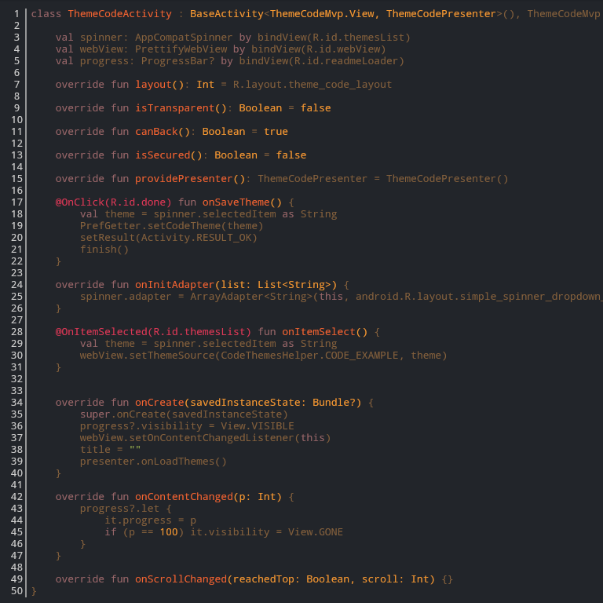 1 class ThemeCodeActivity : BaseActivity<ThemeCodeMvp.View, ThemeCodePresenter>(), ThemeCodeMvp
2
3 val spinner: AppCompatSpinner by bindView(R.id.themesList)
4 val webView: PrettifyWebView by bindView(R.id.webView)
5 val progress: ProgressBar? by bindView(R.id.readmeLoader)
6
7 override fun layout(): Int = R.layout.theme_code_layout
8
9 override fun isTransparent(): Boolean = false
10
11 override fun canBack(): Boolean = true
12
13 override fun isSecured(): Boolean = false
14
15 override fun providePresenter(): ThemeCodePresenter = ThemeCodePresenter()
16
17 @OnClick(R.id.done) fun onSaveTheme() {
18 val theme = spinner.selectedItem as String
19 PrefGetter.setCodeTheme(theme)
20 setResult(Activity.RESULT_OK)
21 finish()
22 }
23
24 override fun onInitAdapter(list: List<String>) {
25 spinner.adapter = ArrayAdapter<String>(this, android.R.layout.simple_spinner_dropdown_
26 }
27
28 @OnItemSelected(R.id.themesList) fun onItemSelect() {
29 val theme = spinner.selectedItem as String
30 webView.setThemeSource(CodeThemesHelper.CODE_EXAMPLE, theme)
31 }
32
33
34 override fun onCreate(savedInstanceState: Bundle?) {
35 super.onCreate(savedInstanceState)
36 progress?.visibility = View.VISIBLE
37 webView.setOnContentChangedListener(this)
38 title = ""
39 presenter.onLoadThemes()
40 }
41
42 override fun onContentChanged(p: Int) {
43 progress?.let {
44 it.progress = p
45 if (p == 100) it.visibility = View.GONE
46 }
47 }
48
49 override fun onScrollChanged(reachedTop: Boolean, scroll: Int) {}
50 }